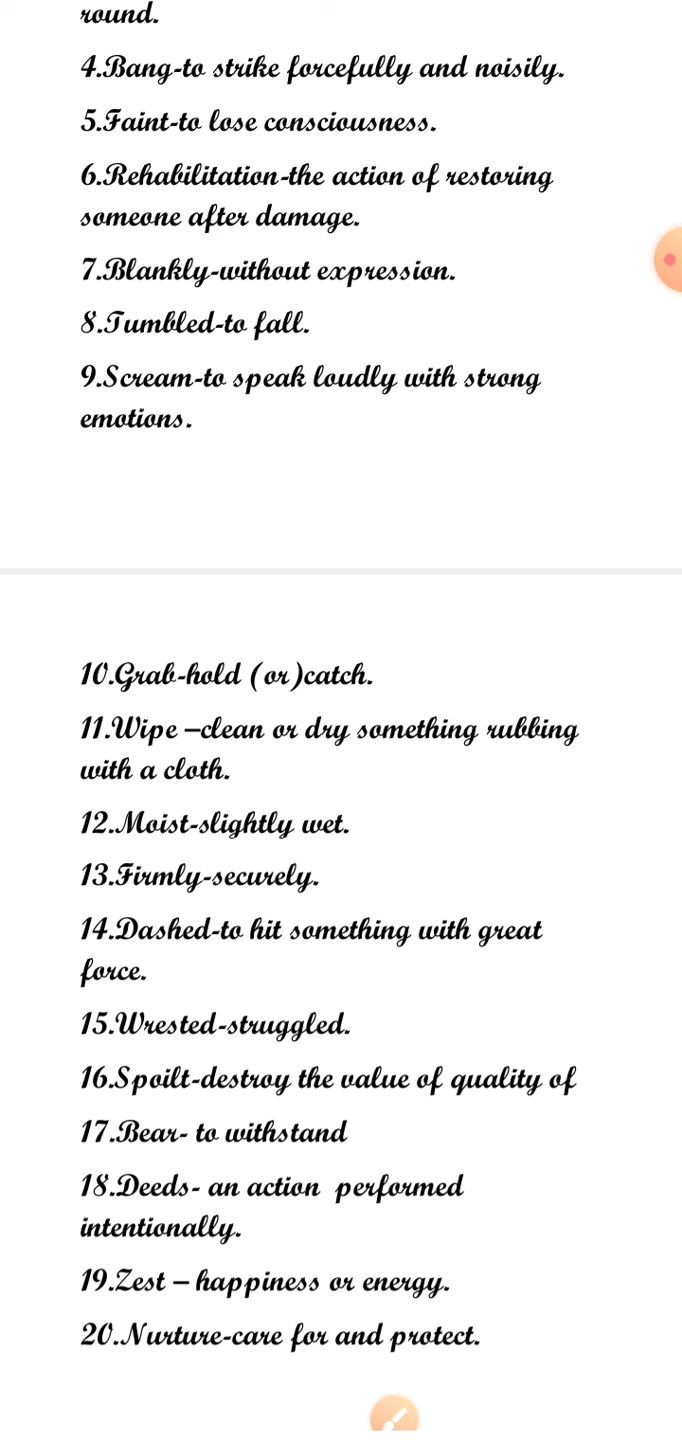 round.
4.Bang-to strike forcefully and noisily.
5.Faint-to lose consciousness.
6.Rehabilitation-the action of restoring
someone after damage.
7.Blankly-without expression.
8.Tumbled-to fall.
9.Scream-to speak loudly with strong
emotions.
10.Grab-hold (or)catch.
11.Wipe –clean or dry something rubbing
with a cloth.
12.Moist-slightly wet.
13.Firmly-securely.
14.Dashed-to hit something with great
force.
15.Wrested-struggled.
16.Spoilt-destroy the value of quality of
17.Bear- to withstand
18.Deeds- an action  performed
intentionally.
19.Zest – happiness or energy.
20.Nurture-care for and protect.